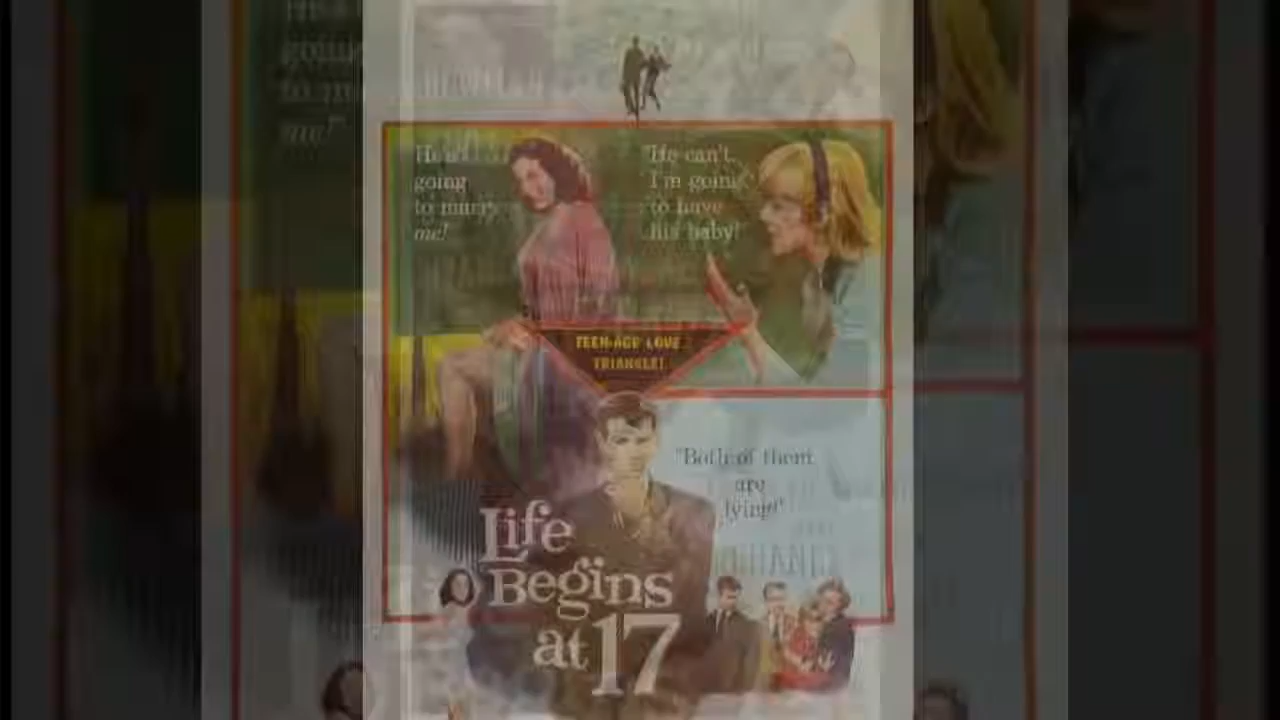 going
to marry
me!
"He can't.
I'm going
to have
his baby!"
TEEN-AGE LOVE
TRIANGLE!
"Both of them
are
lying!"
Life
Begins
at 17